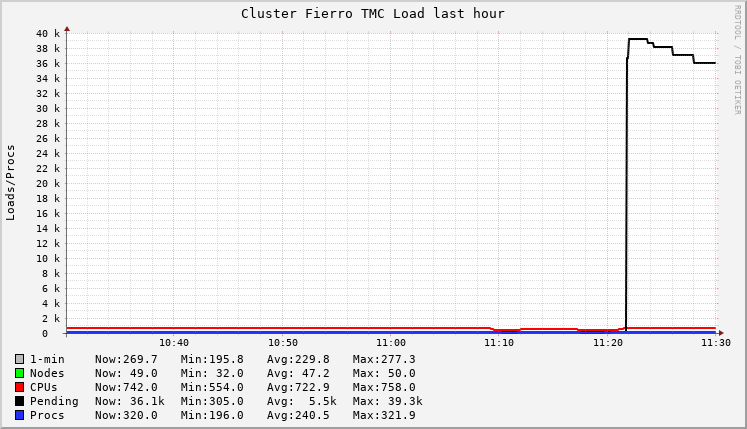 Cluster Fierro TMC Load last hour
RRDTOOL / TOBI OETIKER
Loads/Procs
40 k
38 k
36 k
34 k
32 k
30 k
28 k
26 k
24 k
22 k
20 k
18 k
16 k
14 k
12 k
10 k
8 k
6 k
4 k
2 k
0
10:40 10:50 11:00 11:10 11:20 11:30
1-min Now:269.7 Min:195.8 Avg:229.8 Max:277.3
Nodes Now: 49.0 Min: 32.0 Avg: 47.2 Max: 50.0
CPUs Now:742.0 Min:554.0 Avg:722.9 Max:758.0
Pending Now: 36.1k Min:305.0 Avg: 5.5k Max: 39.3k
Procs Now:320.0 Min:196.0 Avg:240.5 Max:321.9